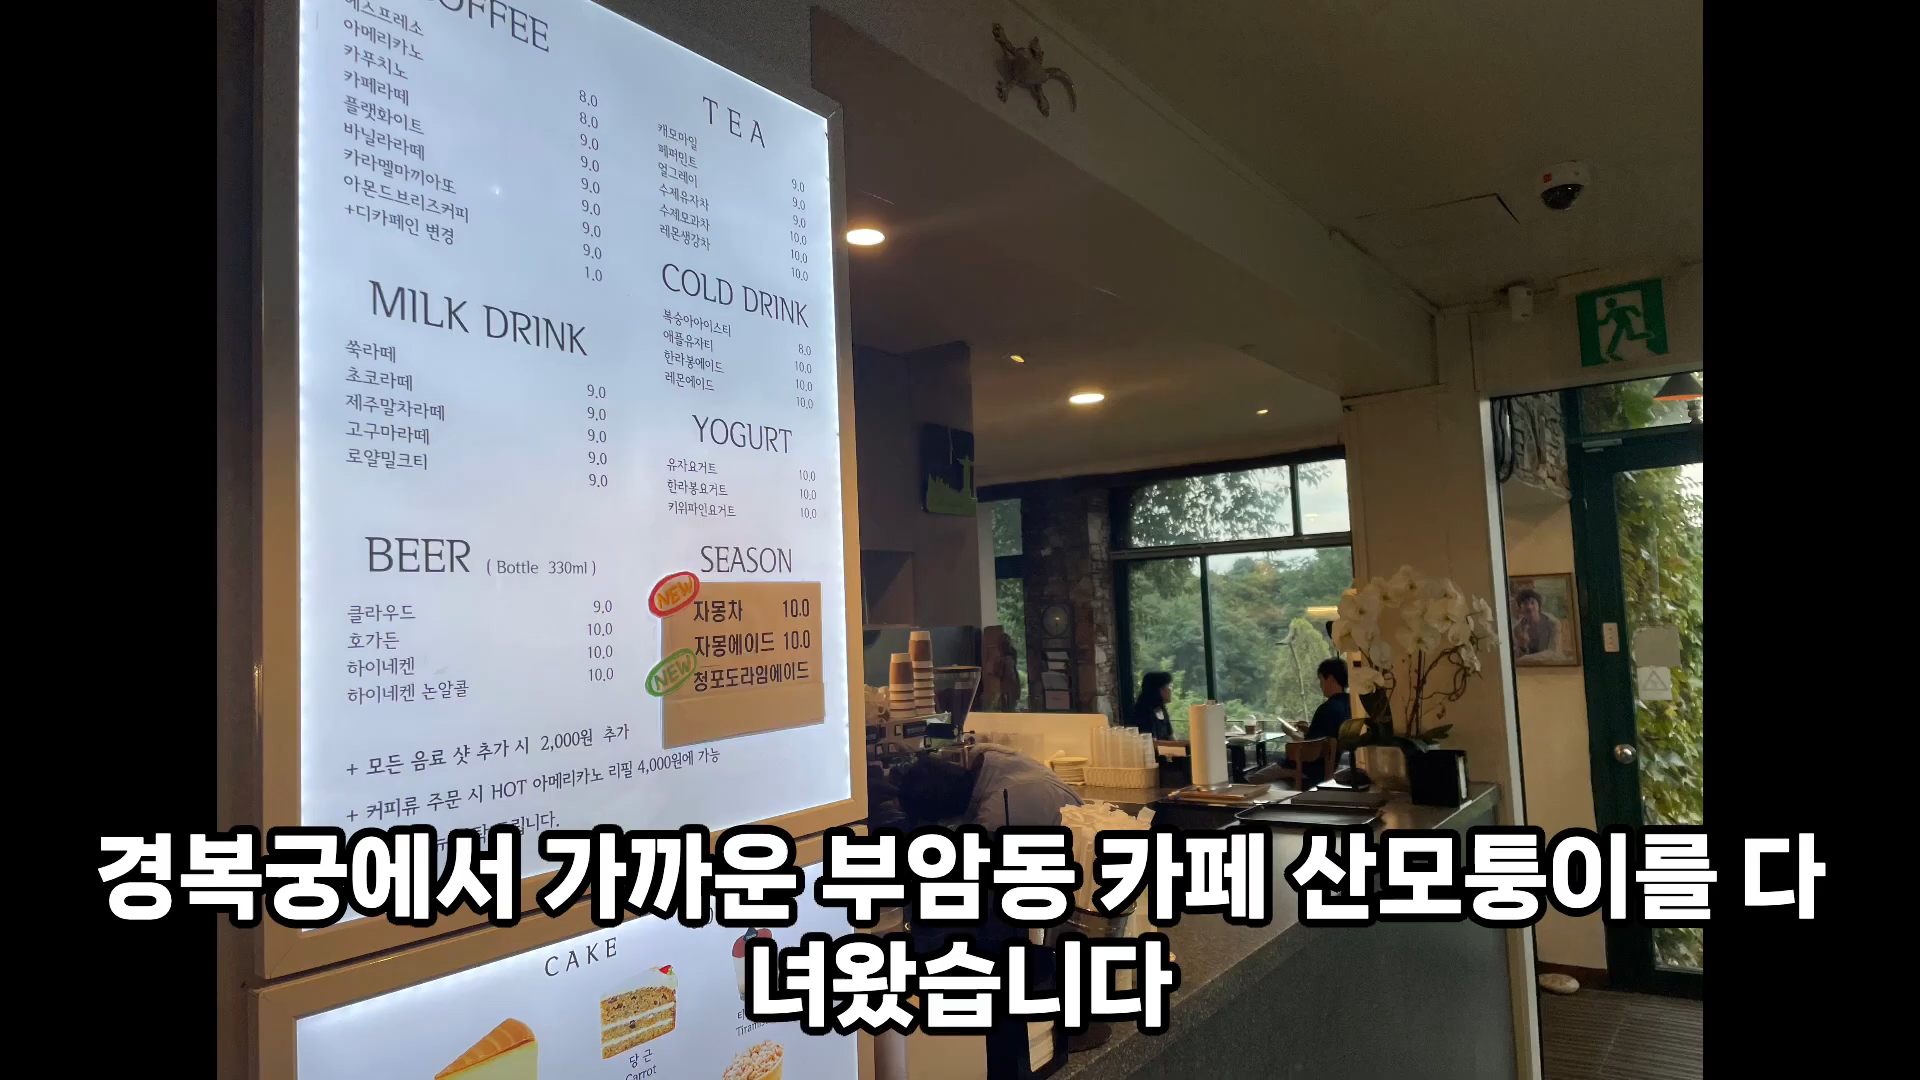 COFFEE
에스프레소 8.0
아메리카노 8.0
카푸치노 9.0
카페라떼 9.0
플랫화이트 9.0
바닐라라떼 9.0
카라멜마끼아또 9.0
아몬드브리즈커피 9.0
+디카페인 변경 1.0
MILK DRINK
쑥라떼 9.0
초코라떼 9.0
제주말차라떼 9.0
고구마라떼 9.0
로얄밀크티 9.0
BEER ( Bottle 330ml )
클라우드 9.0
호가든 10.0
하이네켄 10.0
하이네켄 논알콜 10.0
TEA
캐모마일 9.0
페퍼민트 9.0
얼그레이 9.0
수제유자차 10.0
수제모과차 10.0
레몬생강차 10.0
COLD DRINK
복숭아아이스티 8.0
애플유자티 10.0
한라봉에이드 10.0
레몬에이드 10.0
YOGURT
유자요거트 10.0
한라봉요거트 10.0
키위파인요거트 10.0
SEASON
NEW 자몽차 10.0
자몽에이드 10.0
NEW 청포도라임에이드
+ 모든 음료 샷 추가 시 2,000원 추가
+ 커피류 주문 시 HOT 아메리카노 리필 4,000원에 가능
립니다.
경복궁에서 가까운 부암동 카페 산모퉁이를 다
녀왔습니다
CAKE
당근
Carrot